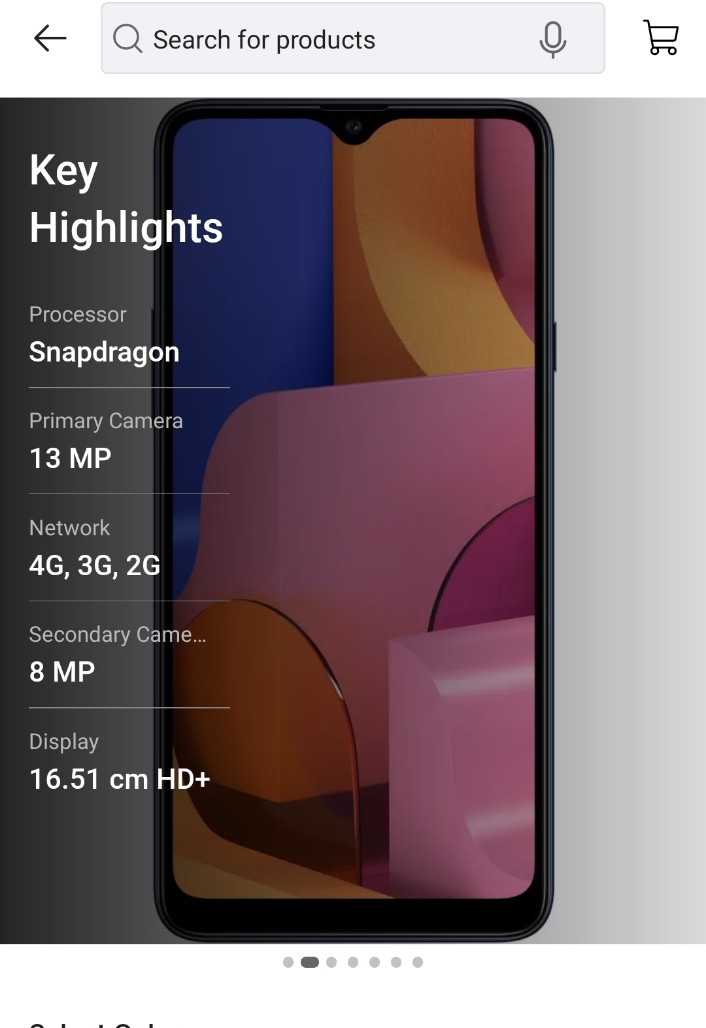 Search for products
Key
Highlights
Processor
Snapdragon
Primary Camera
13 MP
Network
4G, 3G, 2G
Secondary Came...
8 MP
Display
16.51 cm HD+